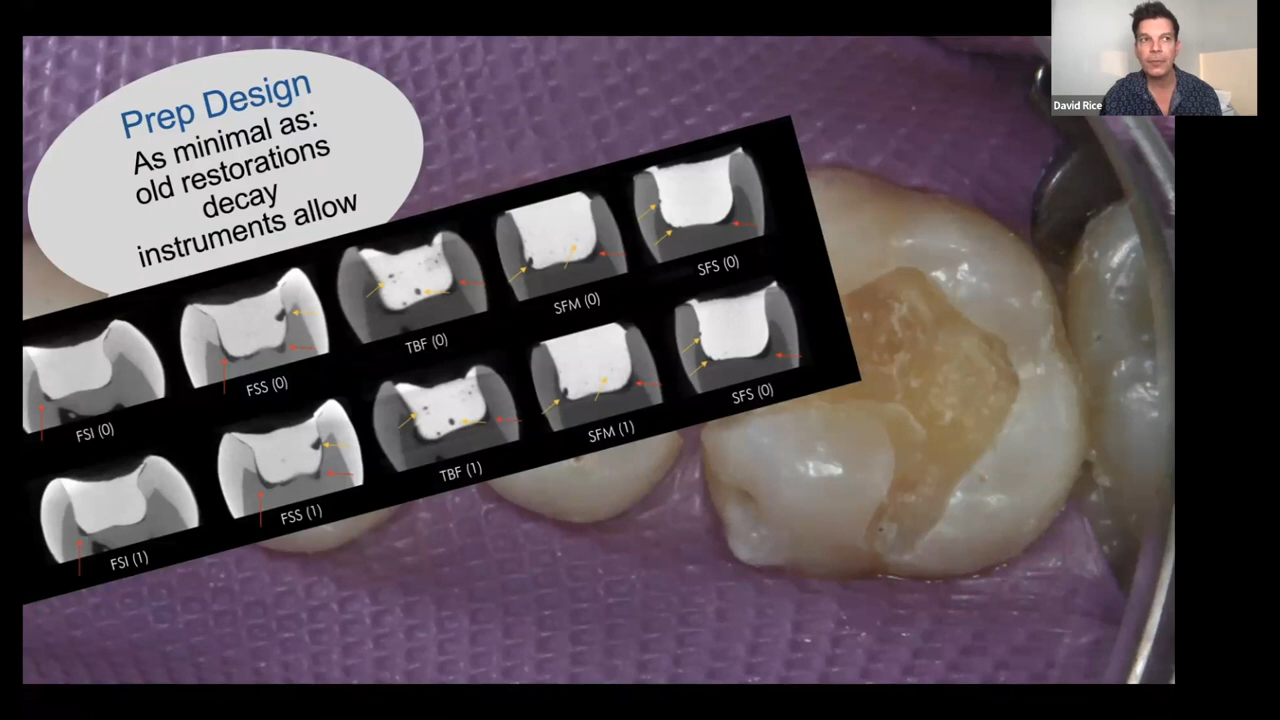 Prep Design
As minimal as:
old restorations
decay
instruments allow
David Rice
FSI (0)
FSS (0)
TBF (0)
SFM (0)
SFS (0)
FSI (1)
FSS (1)
TBF (1)
SFM (1)
SFS (0)